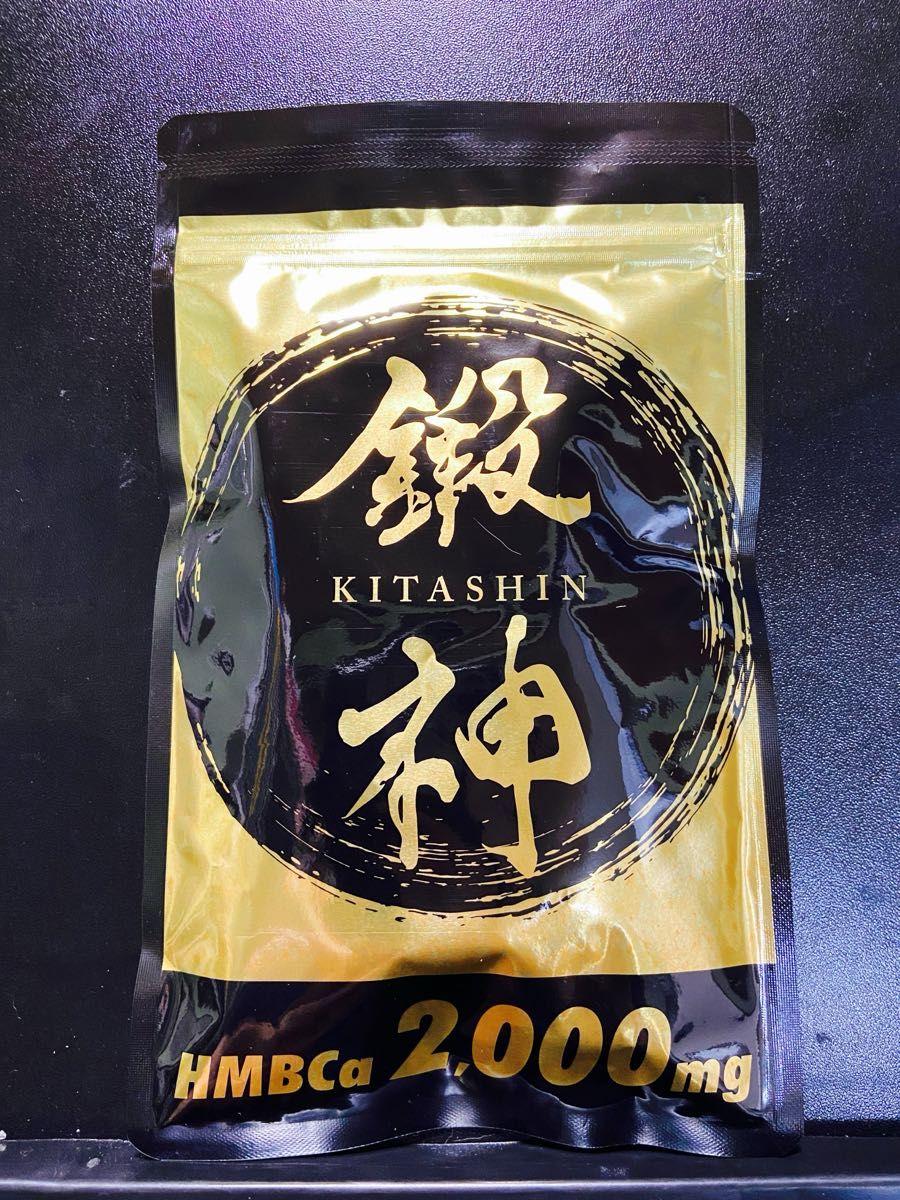 鍛
KITASHIN
神
HMBCa 2,000mg